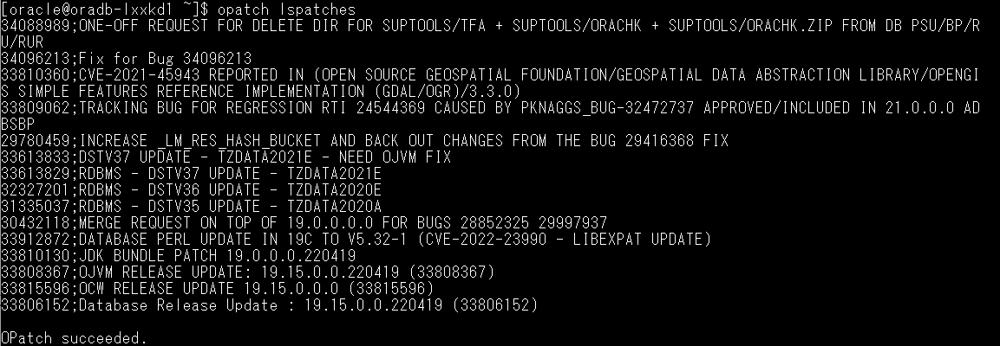 [oracle@oradb-lxxkd1 ~]$ opatch lspatches
34088989;ONE-OFF REQUEST FOR DELETE DIR FOR SUPTOOLS/TFA + SUPTOOLS/ORACHK + SUPTOOLS/ORACHK.ZIP FROM DB PSU/BP/R
U/RUR
34096213;Fix for Bug 34096213
33810360;CVE-2021-45943 REPORTED IN (OPEN SOURCE GEOSPATIAL FOUNDATION/GEOSPATIAL DATA ABSTRACTION LIBRARY/OPENGI
S SIMPLE FEATURES REFERENCE IMPLEMENTATION (GDAL/OGR)/3.3.0)
33809062;TRACKING BUG FOR REGRESSION RTI 24544369 CAUSED BY PKNAGGS_BUG-32472737 APPROVED/INCLUDED IN 21.0.0.0 AD
BSBP
29780459;INCREASE _LM_RES_HASH_BUCKET AND BACK OUT CHANGES FROM THE BUG 29416368 FIX
33613833;DSTV37 UPDATE - TZDATA2021E - NEED OJVM FIX
33613829;RDBMS - DSTV37 UPDATE - TZDATA2021E
32327201;RDBMS - DSTV36 UPDATE - TZDATA2020E
31335037;RDBMS - DSTV35 UPDATE - TZDATA2020A
30432118;MERGE REQUEST ON TOP OF 19.0.0.0.0 FOR BUGS 28852325 29997937
33912872;DATABASE PERL UPDATE IN 19C TO V5.32-1 (CVE-2022-23990 - LIBEXPAT UPDATE)
33810130;JDK BUNDLE PATCH 19.0.0.0.220419
33808367;OJVM RELEASE UPDATE: 19.15.0.0.220419 (33808367)
33815596;OCW RELEASE UPDATE 19.15.0.0.0 (33815596)
33806152;Database Release Update : 19.15.0.0.220419 (33806152)

OPatch succeeded.